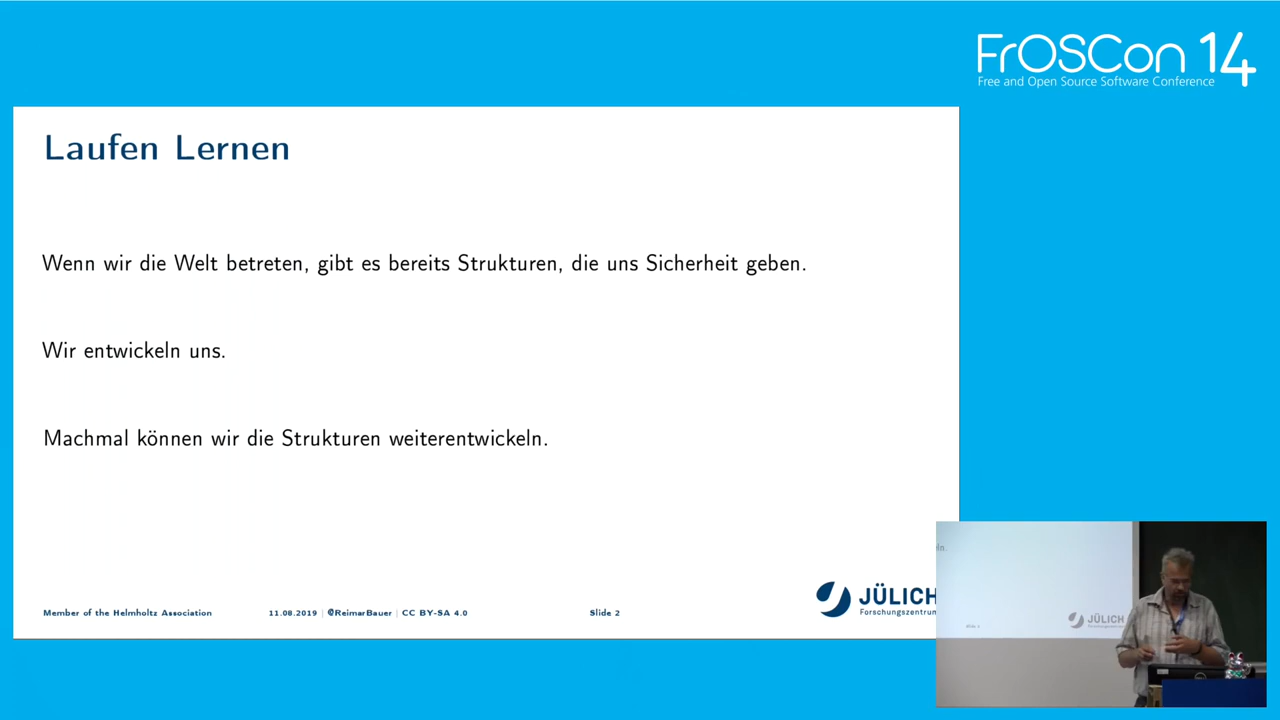 FrOSCon 14
Free and Open Source Software Conference
Laufen Lernen
Wenn wir die Welt betreten, gibt es bereits Strukturen, die uns Sicherheit geben.
Wir entwickeln uns.
Machmal können wir die Strukturen weiterentwickeln.
Member of the Helmholtz Association 11.08.2019 | @ReimarBauer | CC BY-SA 4.0 Slide 2
JÜLICH
Forschungszentrum
JÜLICH